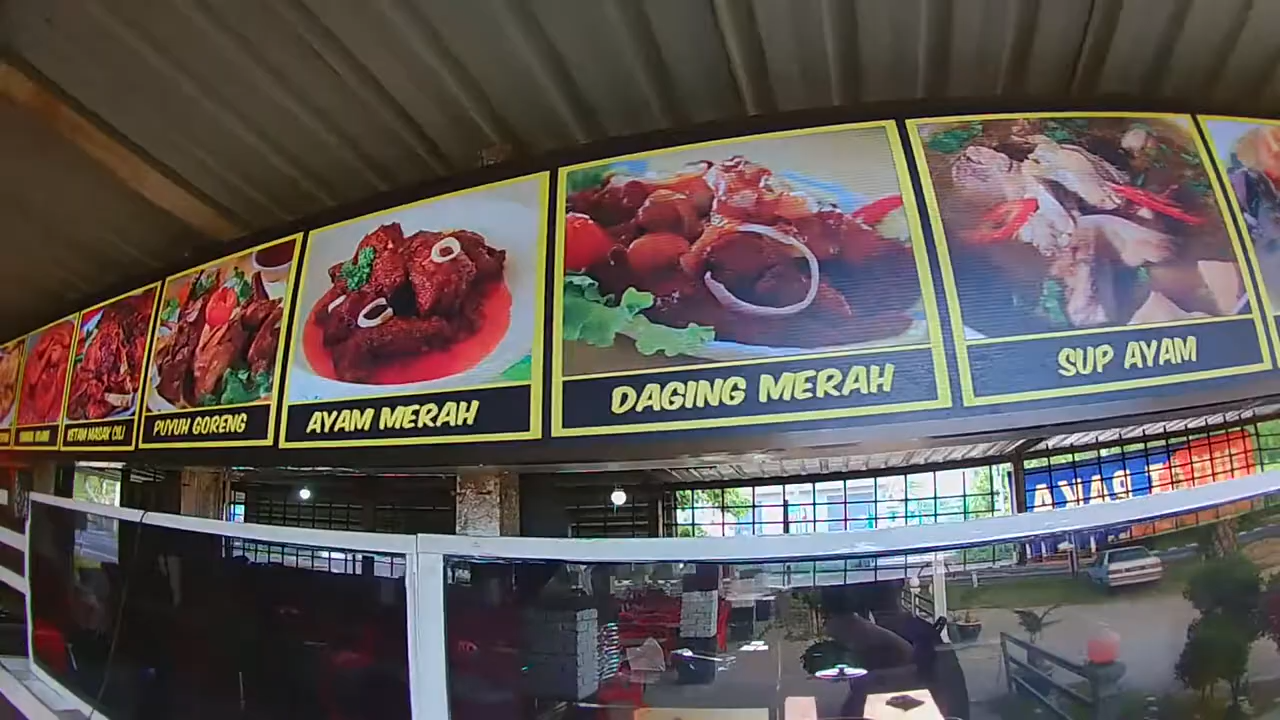 KETAM MASAK CILI
PUYUH GORENG
AYAM MERAH
DAGING MERAH
SUP AYAM